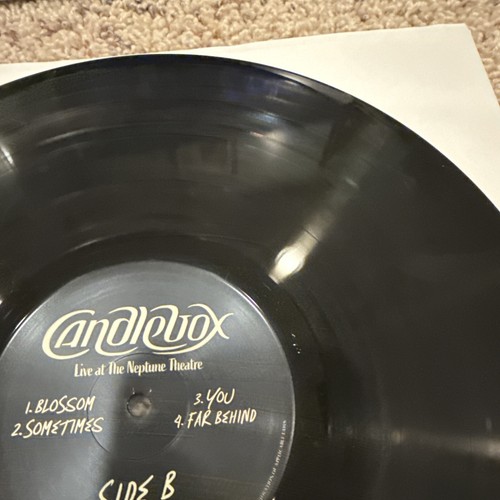 Candlebox
Live at The Neptune Theatre
1. BLOSSOM
2. SOMETIMES
3. YOU
4. FAR BEHIND
SIDE B